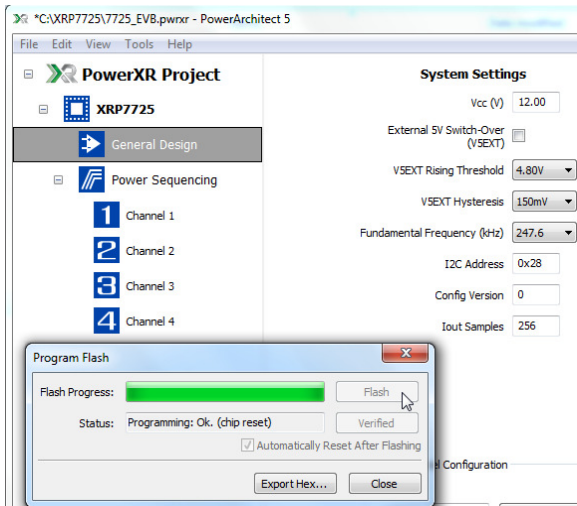 *C:\XRP7725\7725_EVB.pwrxr - PowerArchitect 5
File Edit View Tools Help
PowerXR Project
XRP7725
General Design
Power Sequencing
1 Channel 1
2 Channel 2
3 Channel 3
4 Channel 4
System Settings
Vcc (V) 12.00
External 5V Switch-Over
(V5EXT)
V5EXT Rising Threshold 4.80V
V5EXT Hysteresis 150mV
Fundamental Frequency (kHz) 247.6
I2C Address 0x28
Config Version 0
Iout Samples 256
Program Flash
Flash Progress: Flash
Status: Programming: Ok. (chip reset) Verified
Automatically Reset After Flashing
Export Hex... Close
Configuration